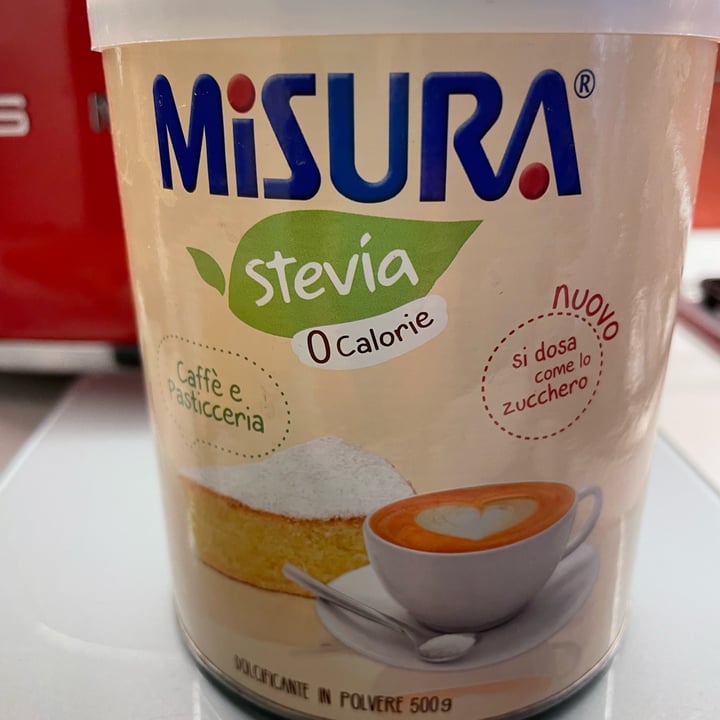 MiSURA®
stevia
0 Calorie
Caffè e
Pasticceria
nuovo
si dosa
come lo
zucchero
DOLCIFICANTE IN POLVERE 500g